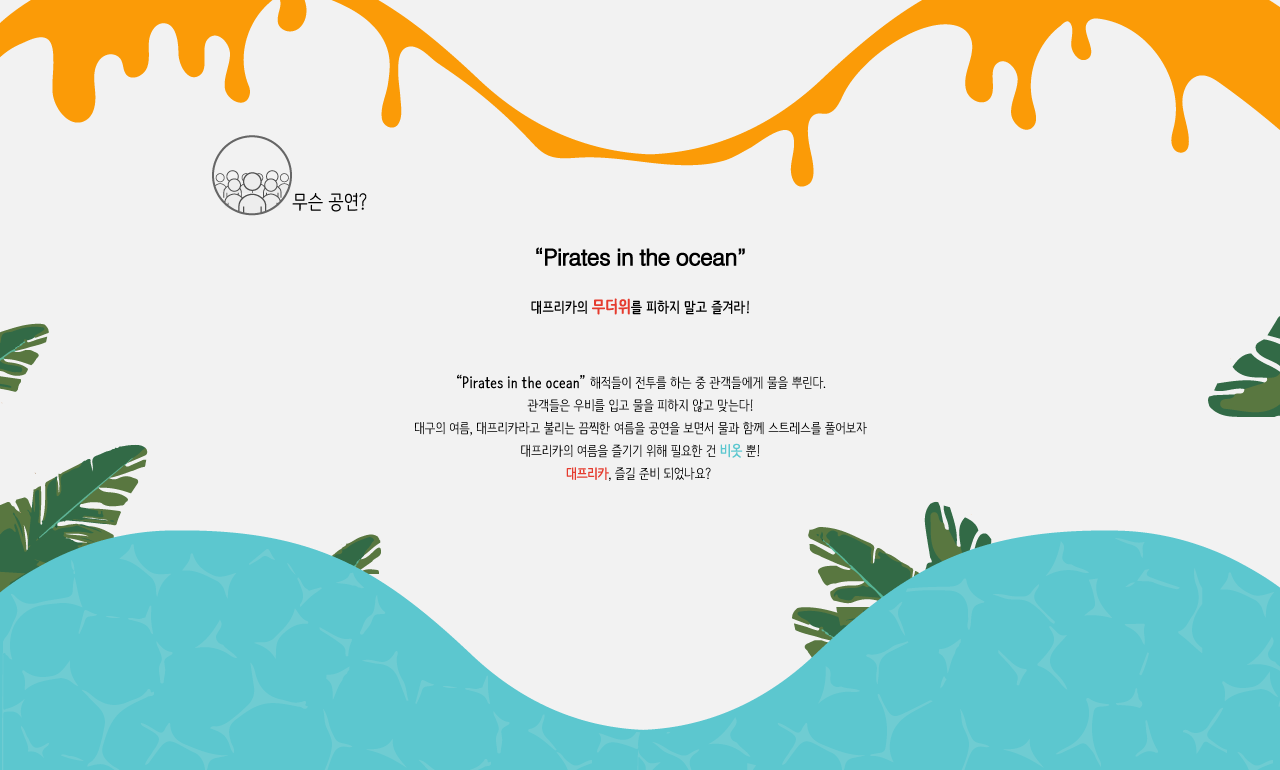 무슨 공연?
“Pirates in the ocean”
대프리카의 무더위를 피하지 말고 즐겨라!
“Pirates in the ocean” 해적들이 전투를 하는 중 관객들에게 물을 뿌린다.
관객들은 우비를 입고 물을 피하지 않고 맞는다!
대구의 여름, 대프리카라고 불리는 끔찍한 여름을 공연을 보면서 물과 함께 스트레스를 풀어보자
대프리카의 여름을 즐기기 위해 필요한 건 비옷 뿐!
대프리카, 즐길 준비 되었나요?